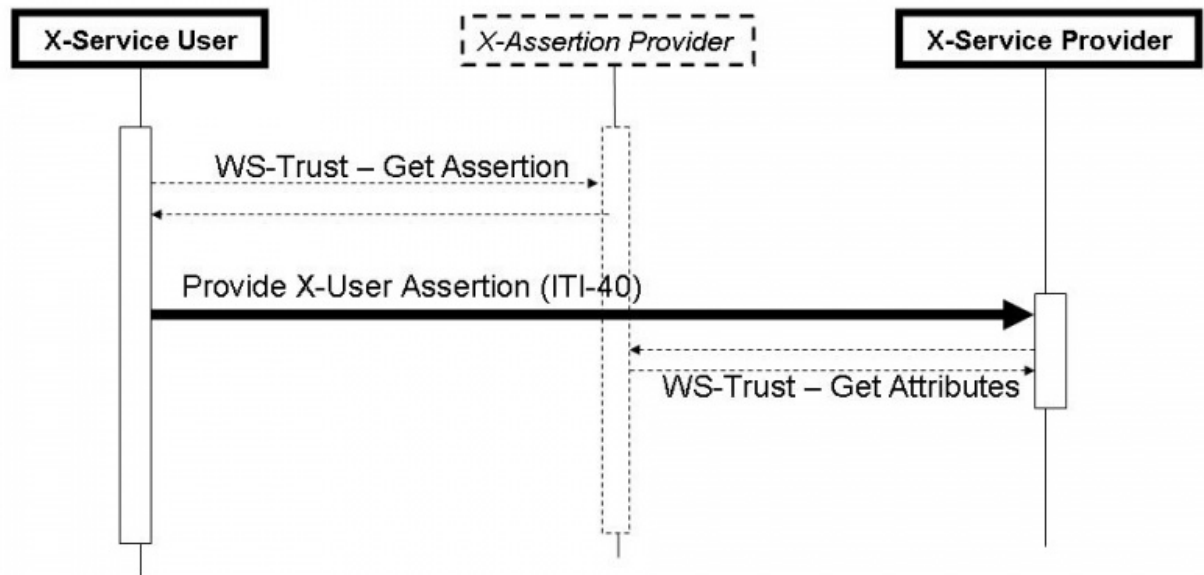 X-Service User
X-Assertion Provider
X-Service Provider
WS-Trust – Get Assertion
Provide X-User Assertion (ITI-40)
WS-Trust – Get Attributes